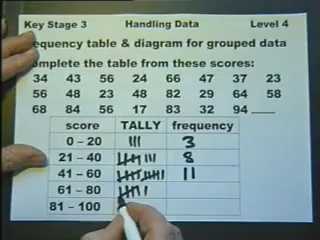 Key Stage 3 Handling Data Level 4
equency table & diagram for grouped data
omplete the table from these scores:
34 43 56 24 66 47 37 23
56 48 23 48 82 29 64 58
68 84 56 17 83 32 94
score TALLY frequency
0 – 20 3
21 – 40 8
41 – 60 11
61 – 80
81 – 100